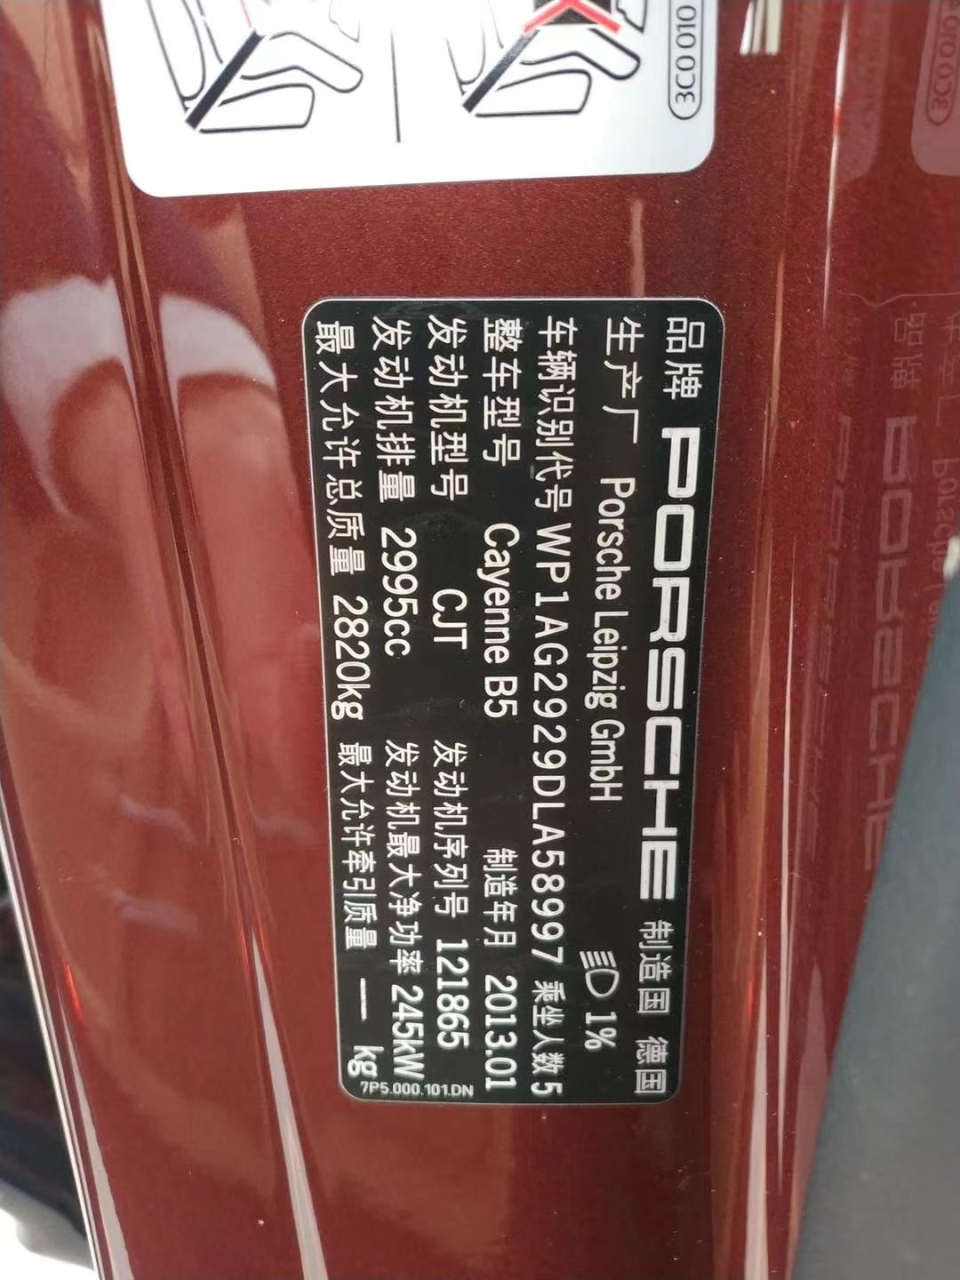 3C0 010
品牌 PORSCHE 制造国 德国
生产厂 Porsche Leipzig GmbH 1%
车辆识别代号 WP1AG2929DLA58997 乘坐人数 5
整车型号 Cayenne B5 制造年月 2013.01
发动机型号 CJT 发动机序列号 121865
发动机排量 2995cc 发动机最大净功率 245kW
最大允许总质量 2820kg 最大允许牵引质量 — kg
7P5.000.101.DN